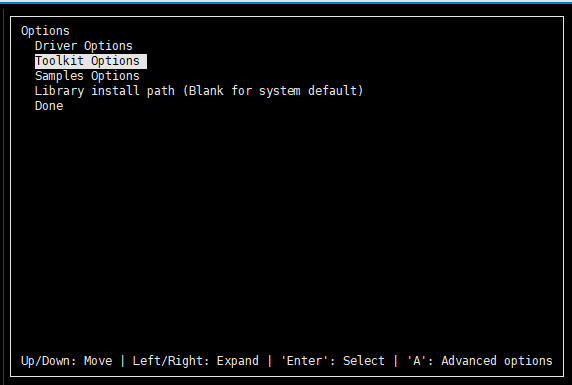 Options
Driver Options
Toolkit Options
Samples Options
Library install path (Blank for system default)
Done
Up/Down: Move | Left/Right: Expand | 'Enter': Select | 'A': Advanced options